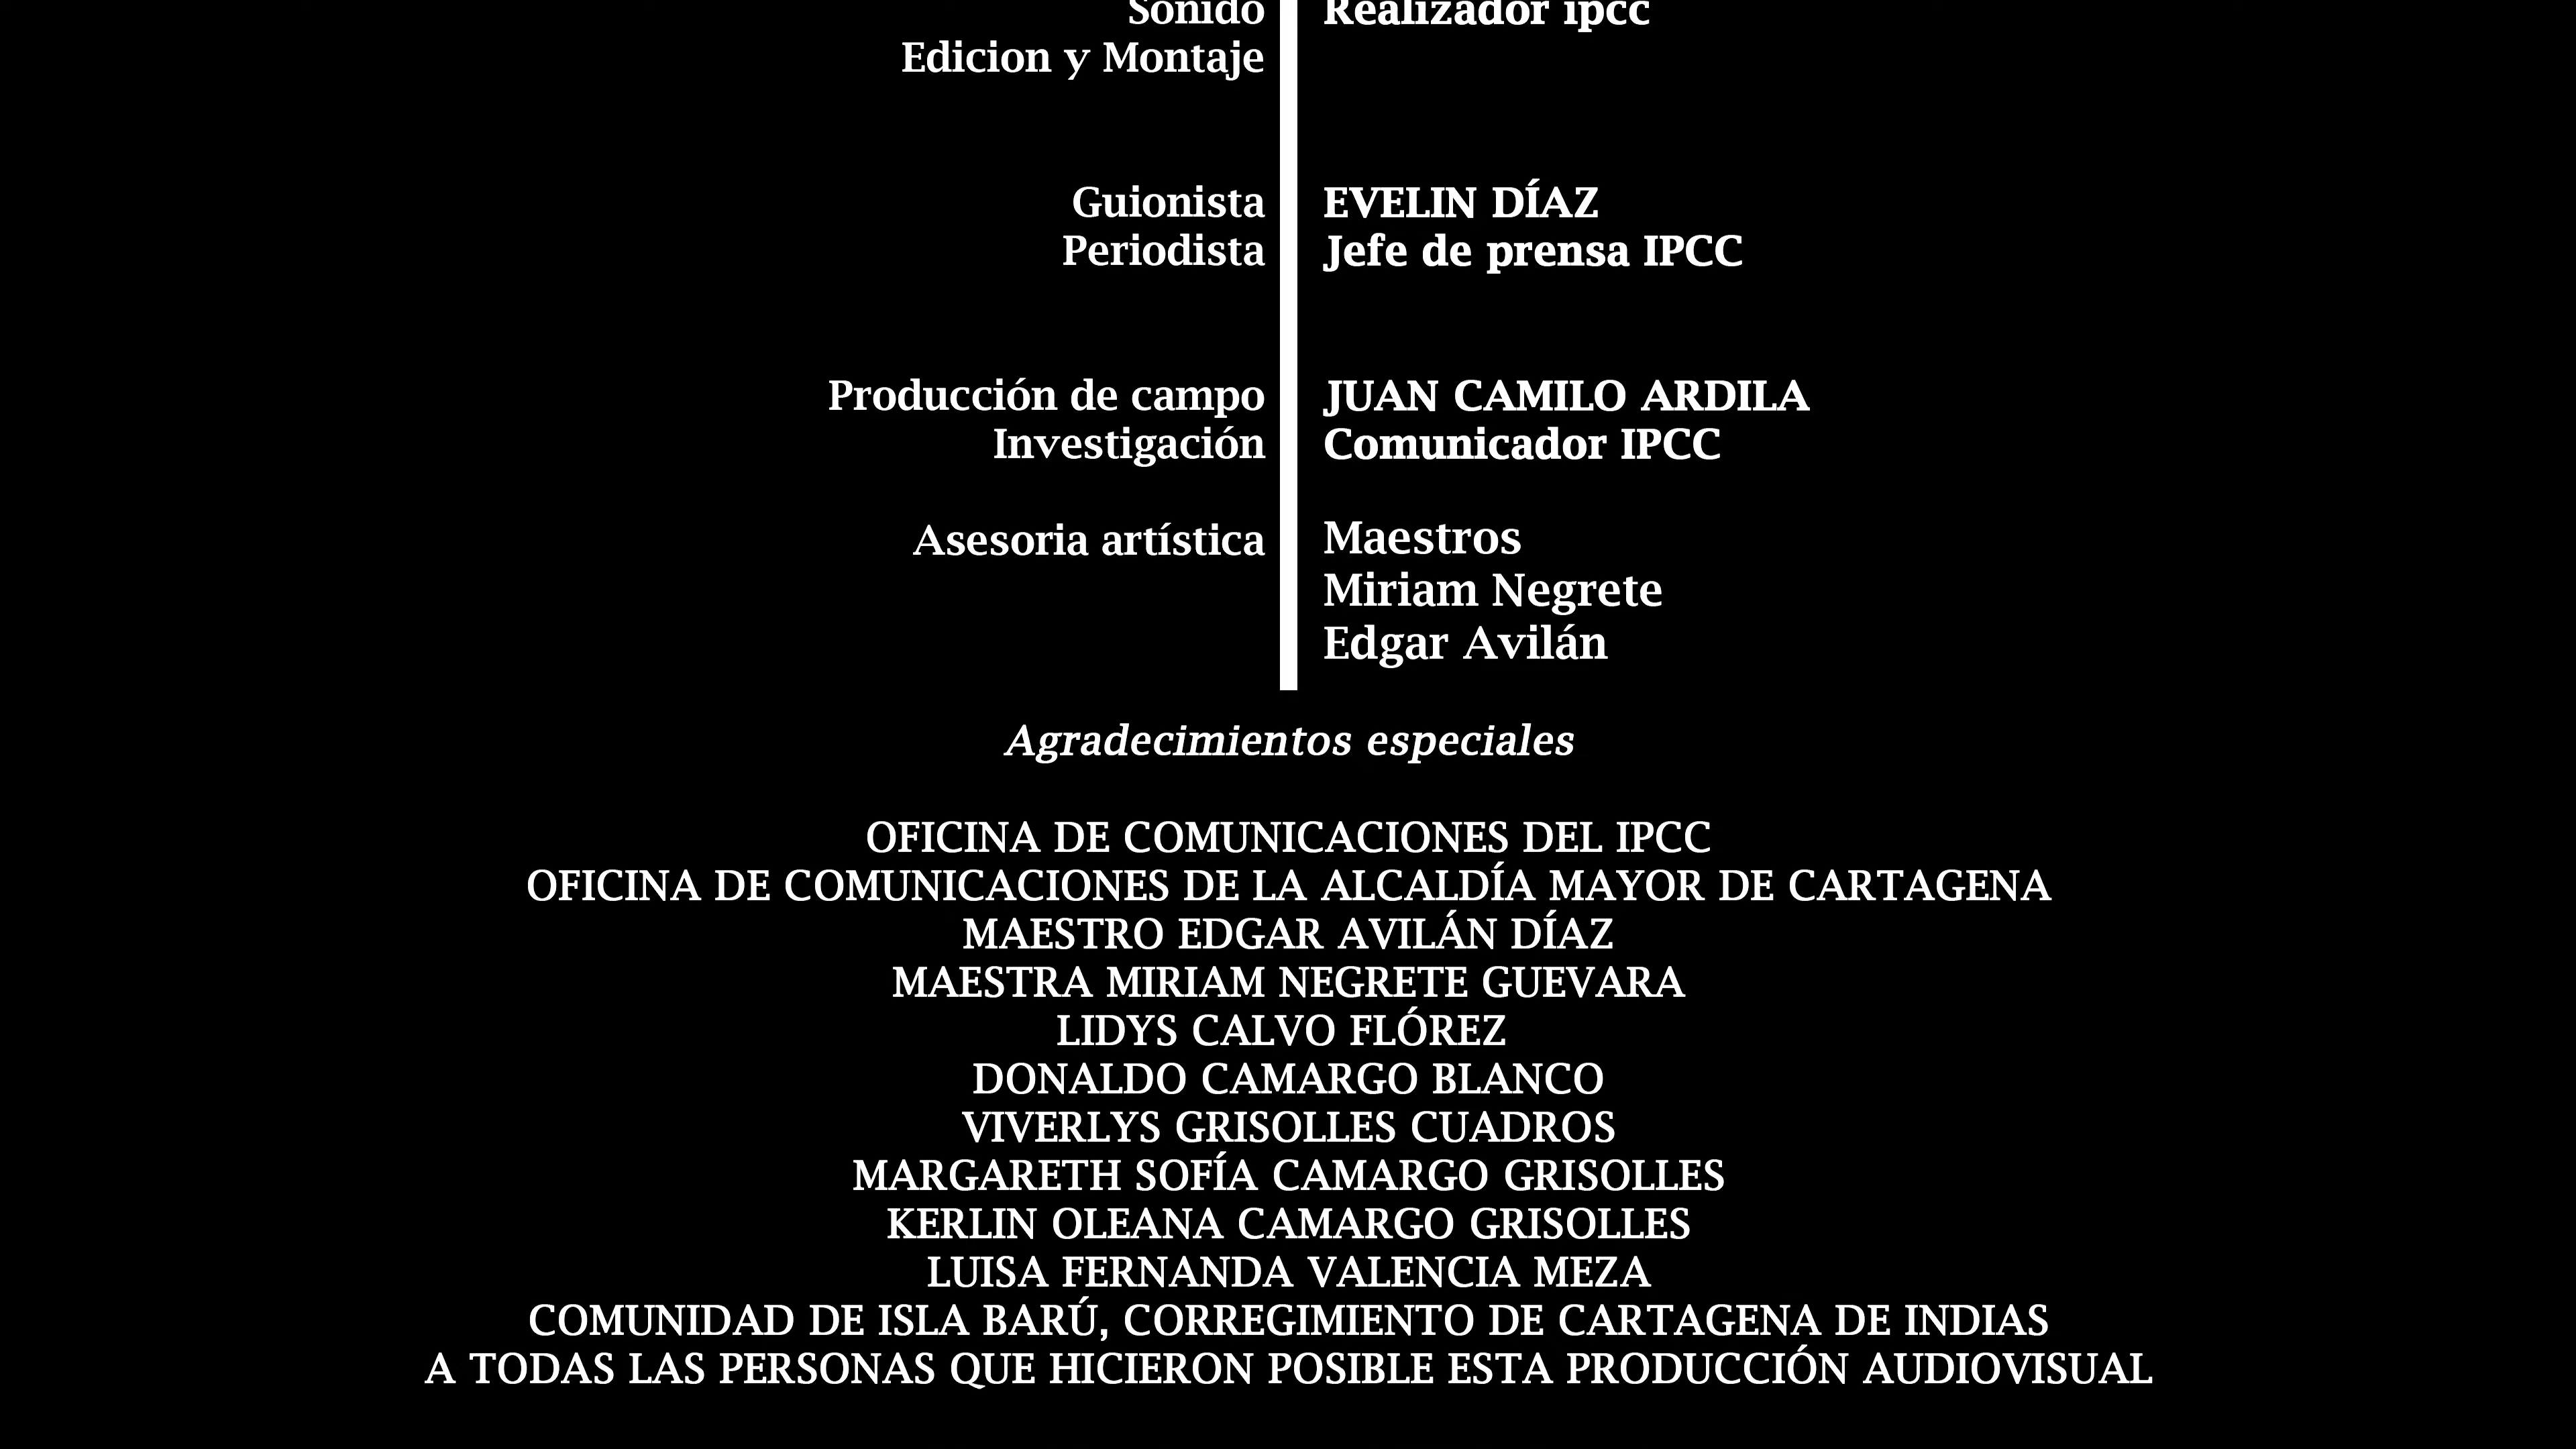 Sonido
Realizador ipcc
Edicion y Montaje
Guionista
EVELIN DÍAZ
Periodista
Jefe de prensa IPCC
Producción de campo
JUAN CAMILO ARDILA
Investigación
Comunicador IPCC
Asesoria artística
Maestros
Miriam Negrete
Edgar Avilán
Agradecimientos especiales
OFICINA DE COMUNICACIONES DEL IPCC
OFICINA DE COMUNICACIONES DE LA ALCALDÍA MAYOR DE CARTAGENA
MAESTRO EDGAR AVILÁN DÍAZ
MAESTRA MIRIAM NEGRETE GUEVARA
LIDYS CALVO FLÓREZ
DONALDO CAMARGO BLANCO
VIVERLYS GRISOLLES CUADROS
MARGARETH SOFÍA CAMARGO GRISOLLES
KERLIN OLEANA CAMARGO GRISOLLES
LUISA FERNANDA VALENCIA MEZA
COMUNIDAD DE ISLA BARÚ, CORREGIMIENTO DE CARTAGENA DE INDIAS
A TODAS LAS PERSONAS QUE HICIERON POSIBLE ESTA PRODUCCIÓN AUDIOVISUAL